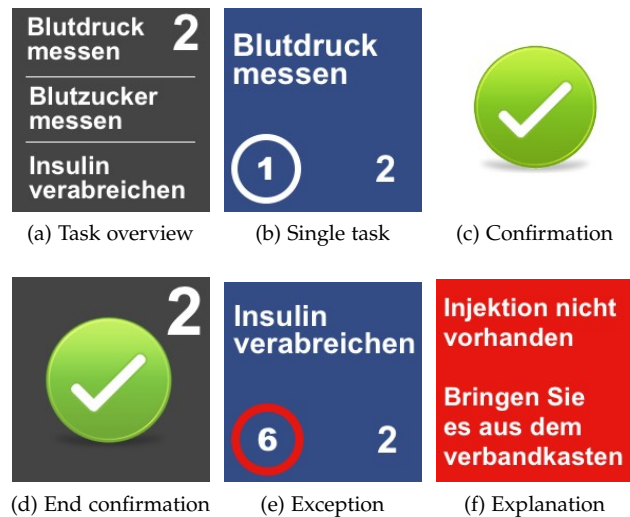 Blutdruck
messen
2
Blutzucker
messen
Insulin
verabreichen
(a) Task overview
Blutdruck
messen
1 2
(b) Single task
(c) Confirmation
2
(d) End confirmation
Insulin
verabreichen
6 2
(e) Exception
Injektion nicht
vorhanden
Bringen Sie
es aus dem
verbandkasten
(f) Explanation